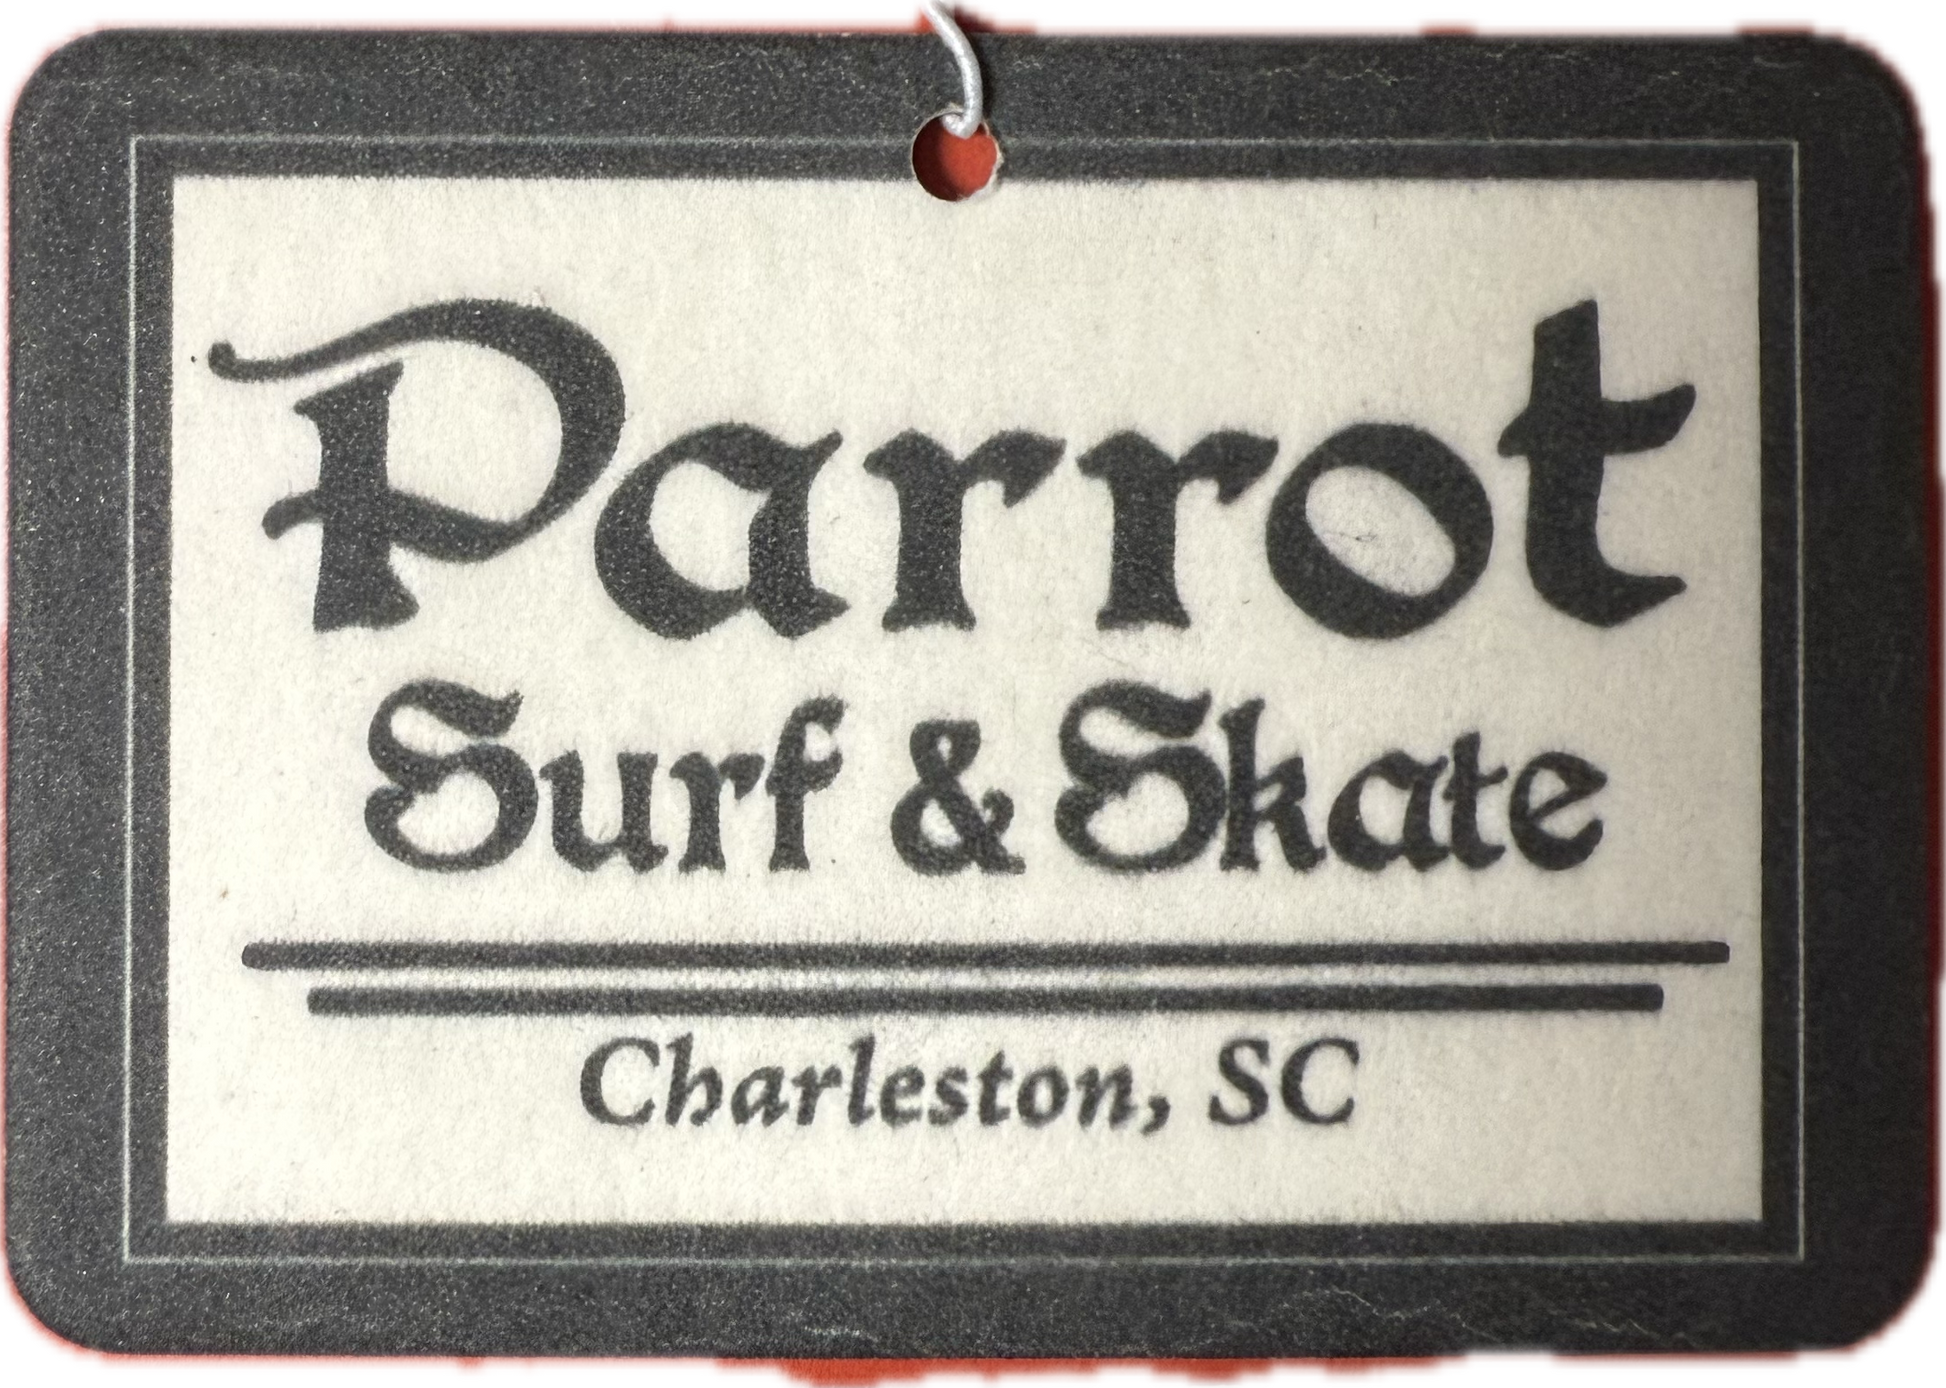 Parrot
Surf & Skate
Charleston, SC